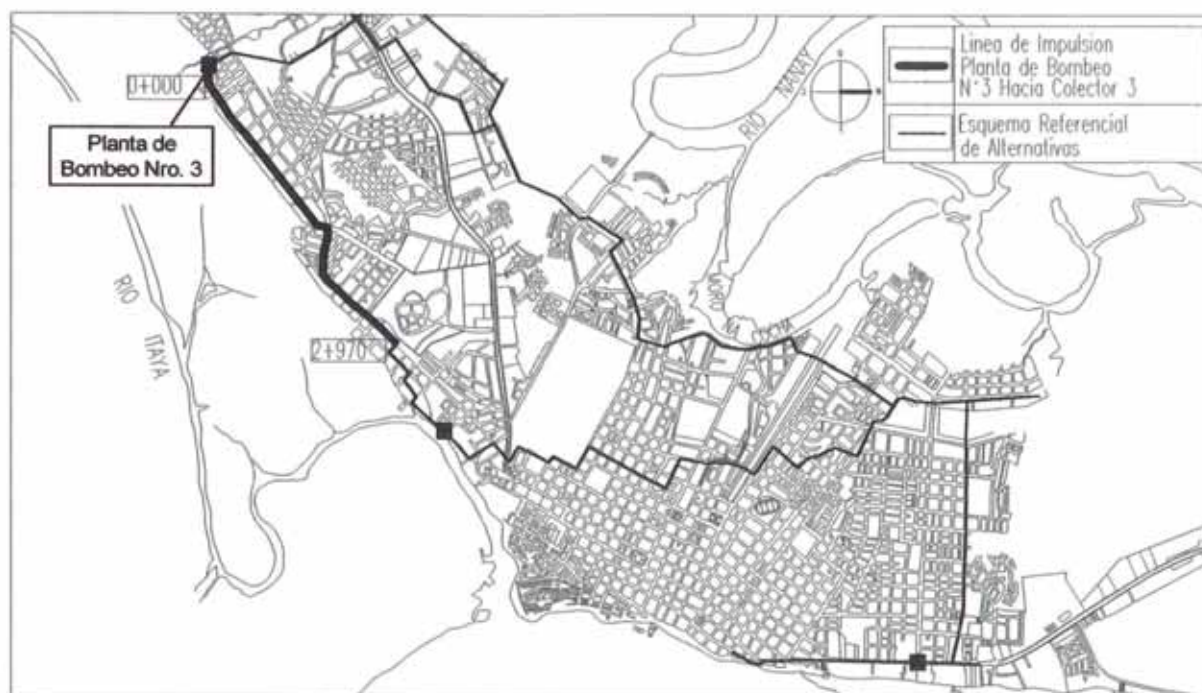 Linea de Impulsion
Planta de Bombeo
N°3 Hacia Colector 3
Esquema Referencial
de Alternativas
0+000
Planta de
Bombeo Nro. 3
2+970
RIO
ITAYA
RIO
NANAY
COCHA